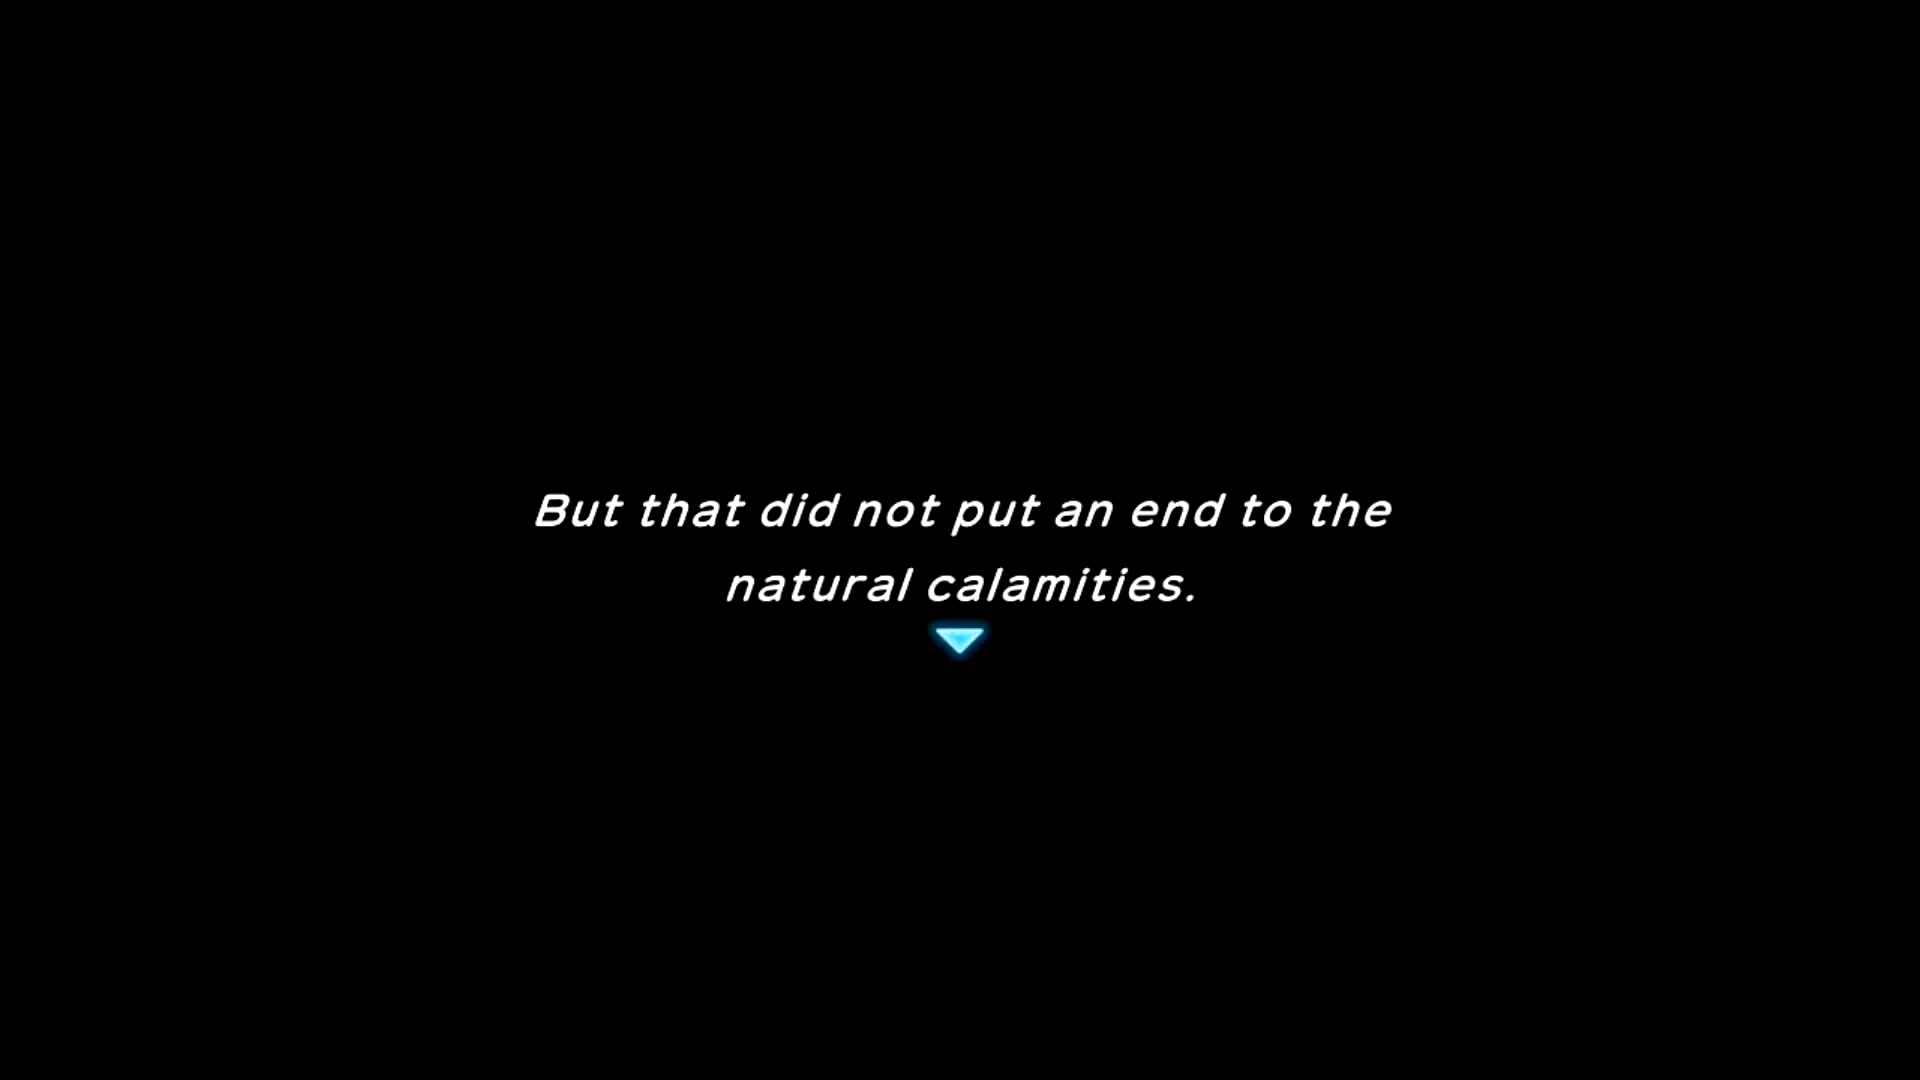 But that did not put an end to the
natural calamities.